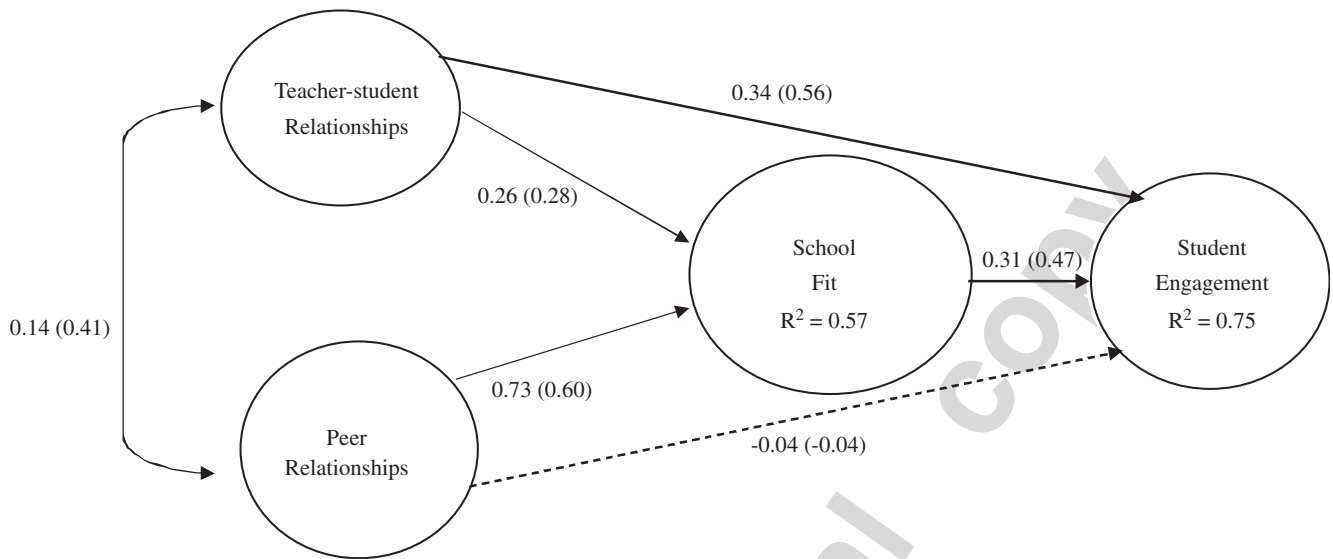 Teacher-student
Relationships
0.34 (0.56)
0.26 (0.28)
School
Fit
R² = 0.57
0.31 (0.47)
Student
Engagement
R² = 0.75
0.14 (0.41)
0.73 (0.60)
Peer
Relationships
-0.04 (-0.04)
copy